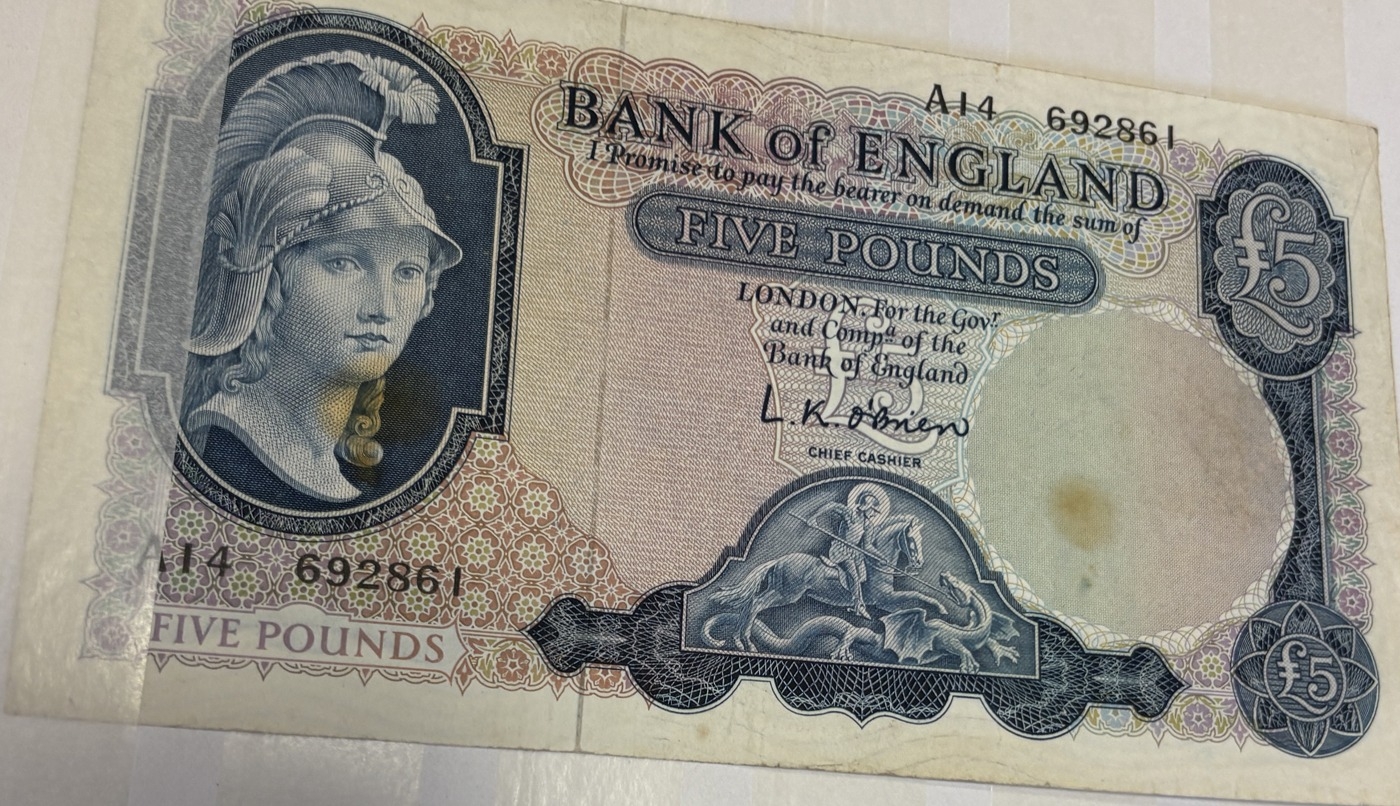 A14 692861
BANK of ENGLAND
I Promise to pay the bearer on demand the sum of
FIVE POUNDS
£5
LONDON. For the Govr.
and Compa. of the
Bank of England
£5
L.K. O'Brien
CHIEF CASHIER
A14 692861
FIVE POUNDS
£5